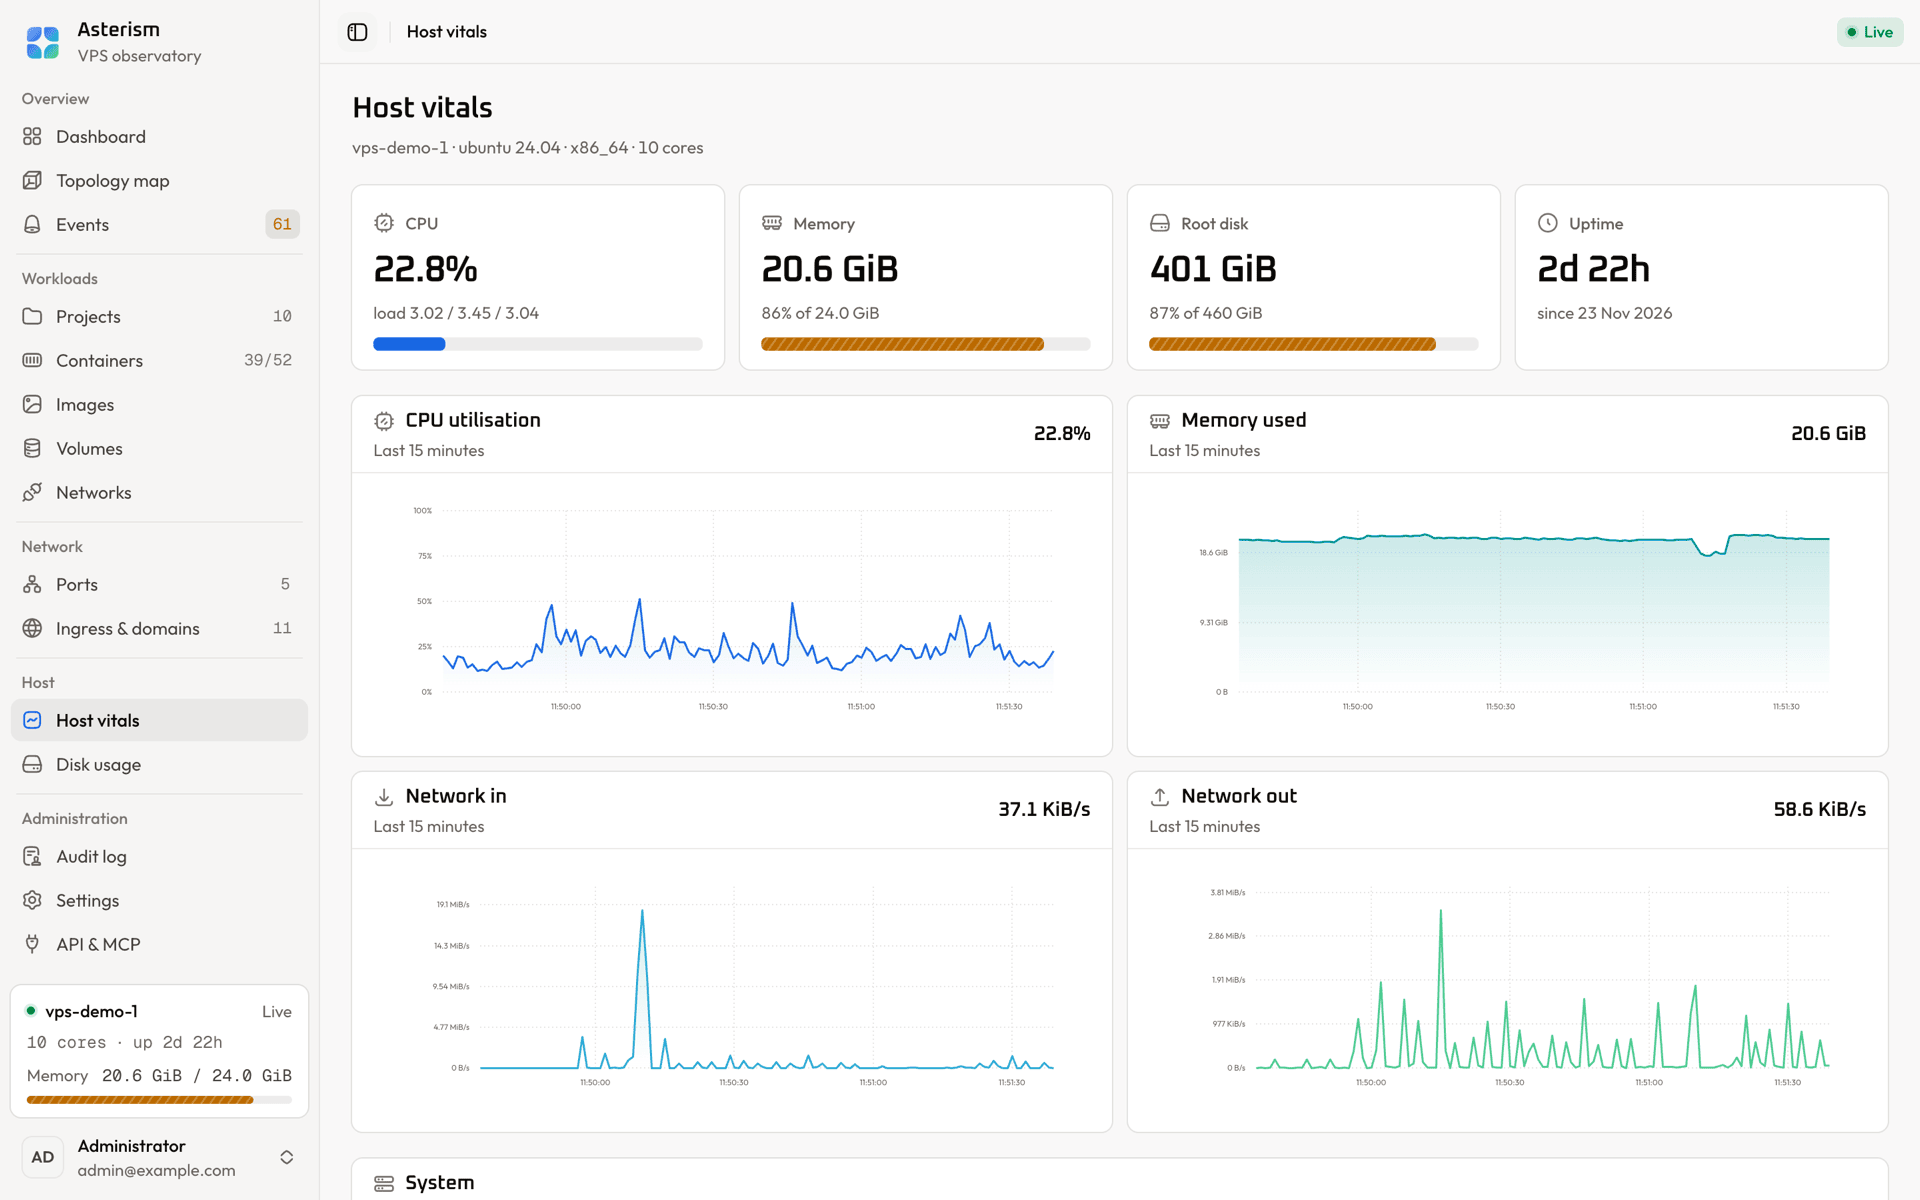 Asterism
VPS observatory
Overview
Dashboard
Topology map
Events 61
Workloads
Projects 10
Containers 39/52
Images
Volumes
Networks
Network
Ports 5
Ingress & domains 11
Host
Host vitals
Disk usage
Administration
Audit log
Settings
API & MCP
vps-demo-1 Live
10 cores · up 2d 22h
Memory 20.6 GiB / 24.0 GiB
AD
Administrator
admin@example.com
Host vitals
Live
Host vitals
vps-demo-1 · ubuntu 24.04 · x86_64 · 10 cores
CPU
22.8%
load 3.02 / 3.45 / 3.04
Memory
20.6 GiB
86% of 24.0 GiB
Root disk
401 GiB
87% of 460 GiB
Uptime
2d 22h
since 23 Nov 2026
CPU utilisation
Last 15 minutes
22.8%
100%
75%
50%
25%
0%
11:50:00 11:50:30 11:51:00 11:51:30
Memory used
Last 15 minutes
20.6 GiB
18.6 GiB
9.31 GiB
0 B
11:50:00 11:50:30 11:51:00 11:51:30
Network in
Last 15 minutes
37.1 KiB/s
19.1 MiB/s
14.3 MiB/s
9.54 MiB/s
4.77 MiB/s
0 B/s
11:50:00 11:50:30 11:51:00 11:51:30
Network out
Last 15 minutes
58.6 KiB/s
3.81 MiB/s
2.86 MiB/s
1.91 MiB/s
977 KiB/s
0 B/s
11:50:00 11:50:30 11:51:00 11:51:30
System